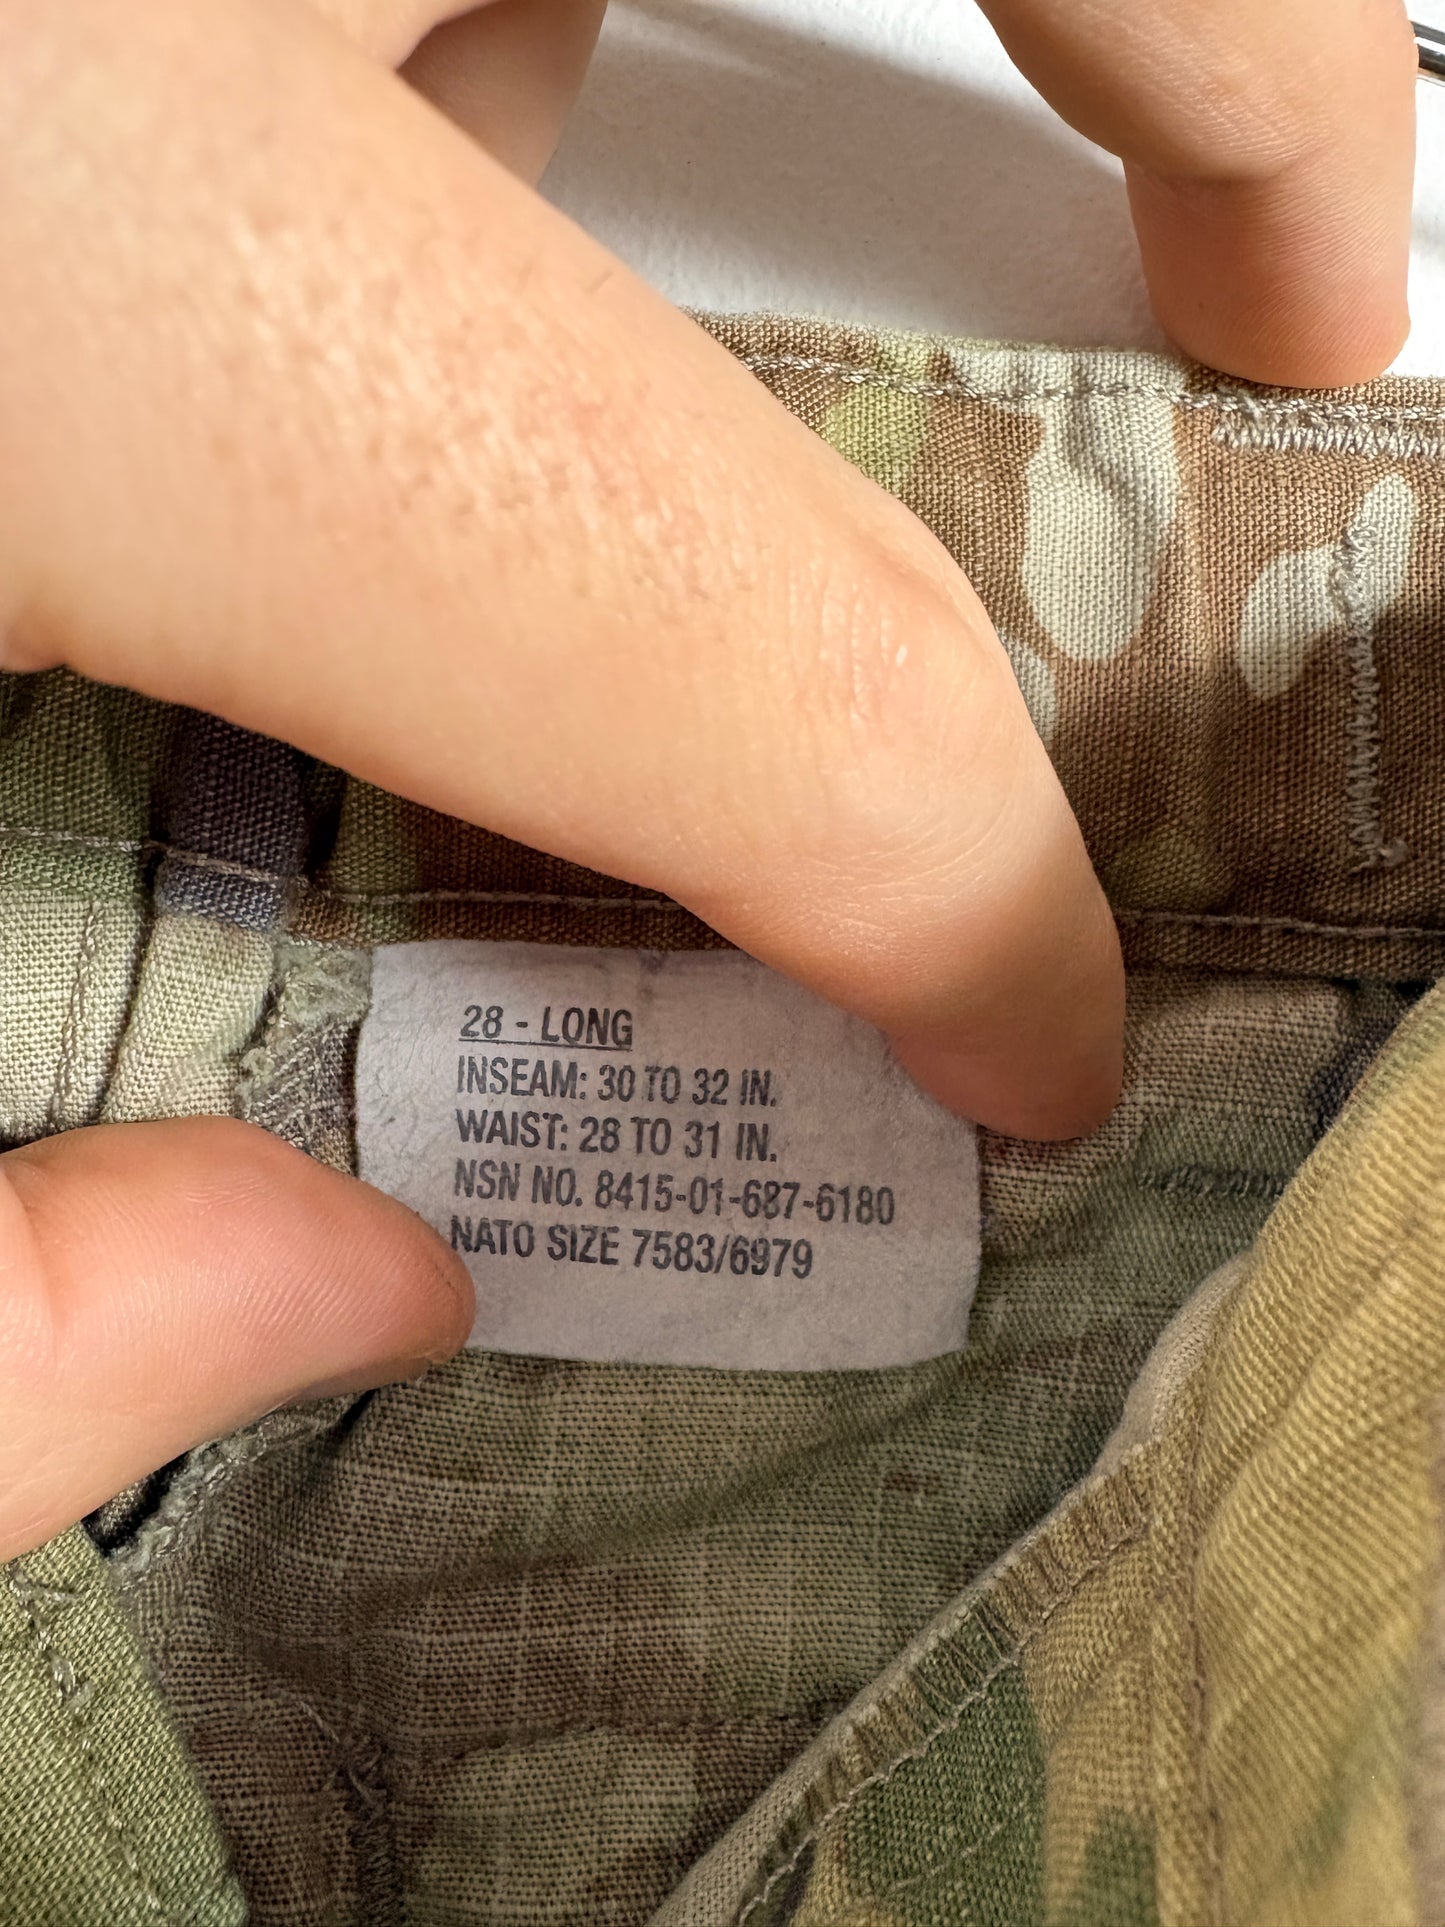 28 - LONG
INSEAM: 30 TO 32 IN.
WAIST: 28 TO 31 IN.
NSN NO. 8415-01-687-6180
NATO SIZE 7583/6979